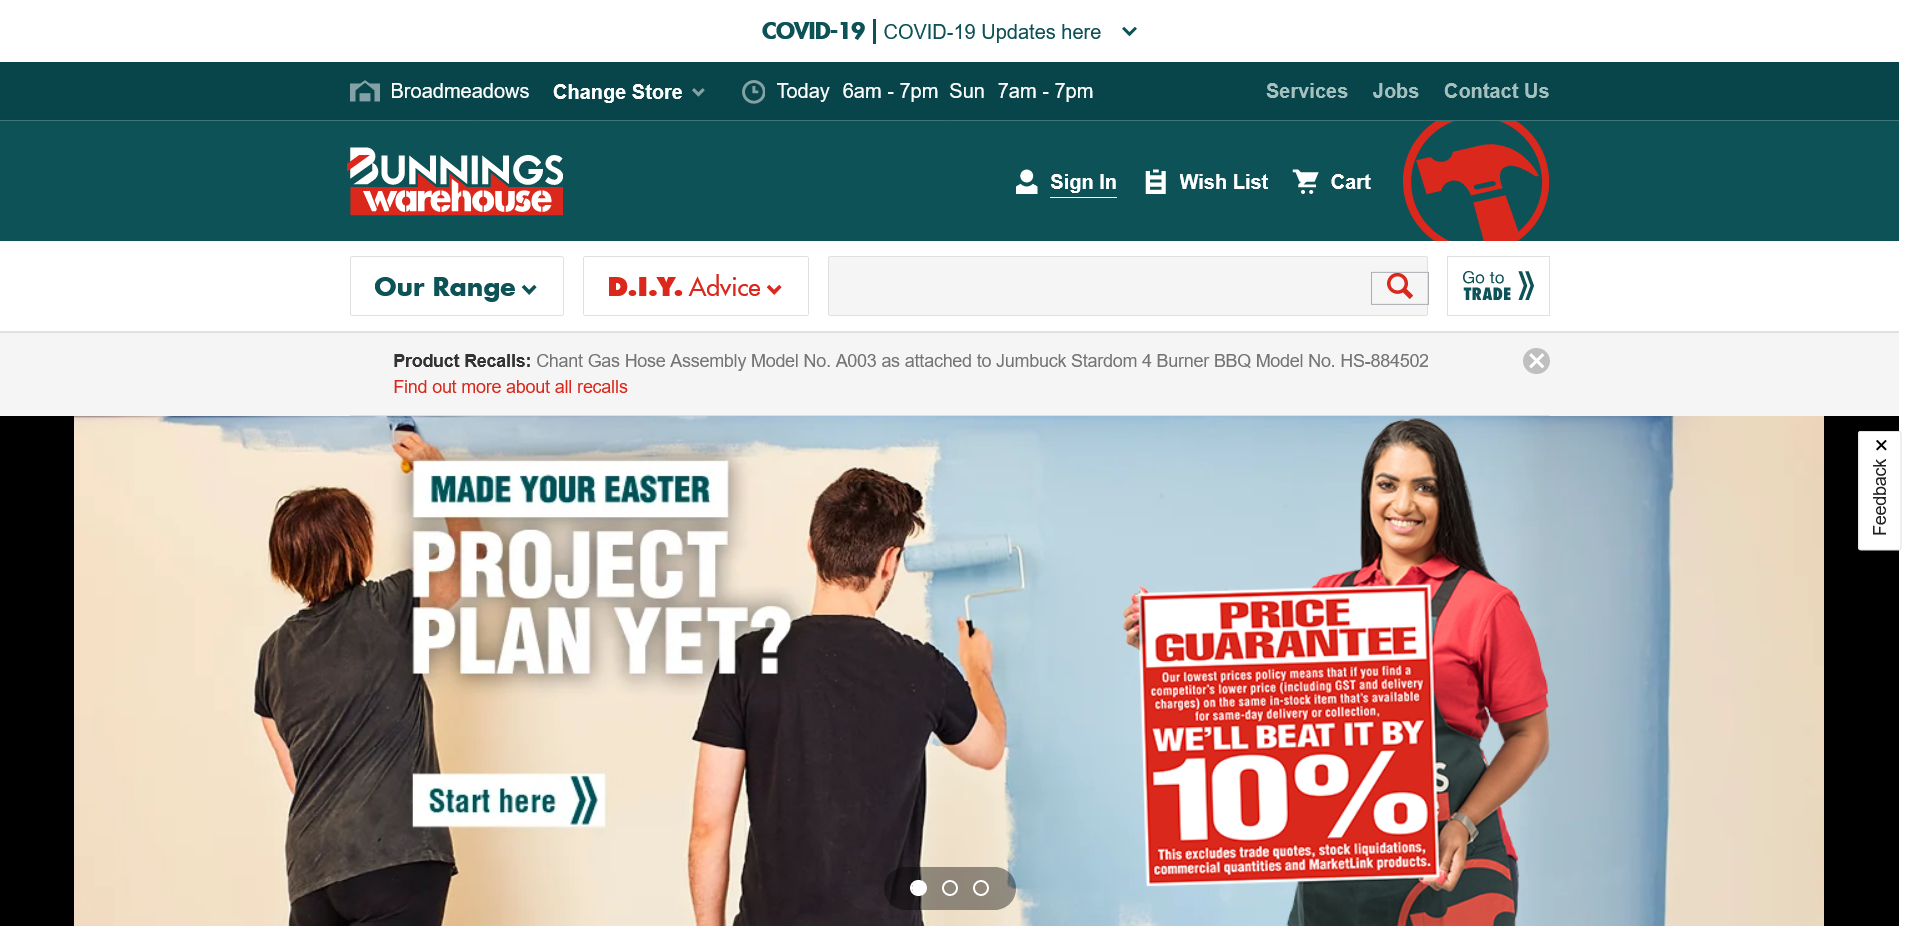 COVID-19 | COVID-19 Updates here
Broadmeadows Change Store Today 6am - 7pm Sun 7am - 7pm Services Jobs Contact Us
BUNNINGS
warehouse
Sign In Wish List Cart
Our Range D.I.Y. Advice
Go to
TRADE
Product Recalls: Chant Gas Hose Assembly Model No. A003 as attached to Jumbuck Stardom 4 Burner BBQ Model No. HS-884502
Find out more about all recalls
Feedback X
MADE YOUR EASTER
PROJECT
PLAN YET?
Start here
PRICE
GUARANTEE
Our lowest prices policy means that if you find a
competitor's lower price (including GST and delivery
charges) on the same in-stock item that's available
for same-day delivery or collection,
WE'LL BEAT IT BY
10%
This excludes trade quotes, stock liquidations,
commercial quantities and MarketLink products.